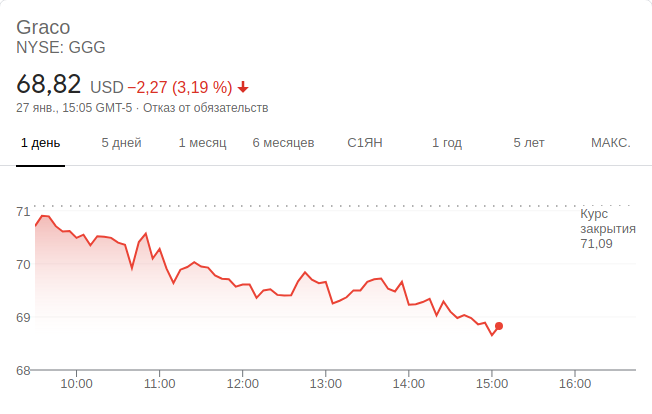 Graco
NYSE: GGG
68,82 USD −2,27 (3,19 %)
27 янв., 15:05 GMT-5 · Отказ от обязательств
1 день 5 дней 1 месяц 6 месяцев С1ЯН 1 год 5 лет МАКС.
71
Курс
закрытия
71,09
70
69
68
10:00 11:00 12:00 13:00 14:00 15:00 16:00